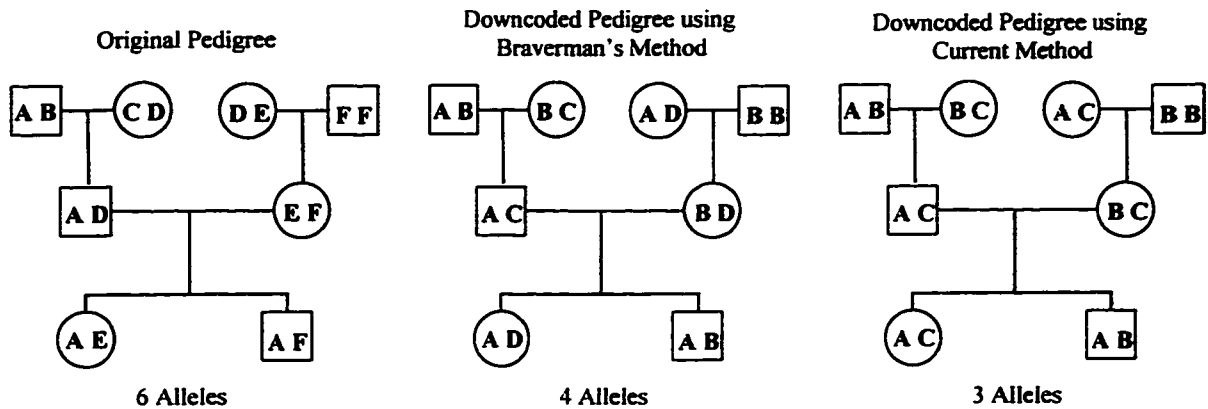 Original Pedigree
A B
C D
D E
F F
A D
E F
A E
A F
6 Alleles
Downcoded Pedigree using
Braverman's Method
A B
B C
A D
B B
A C
B D
A D
A B
4 Alleles
Downcoded Pedigree using
Current Method
A B
B C
A C
B B
A C
B C
A C
A B
3 Alleles